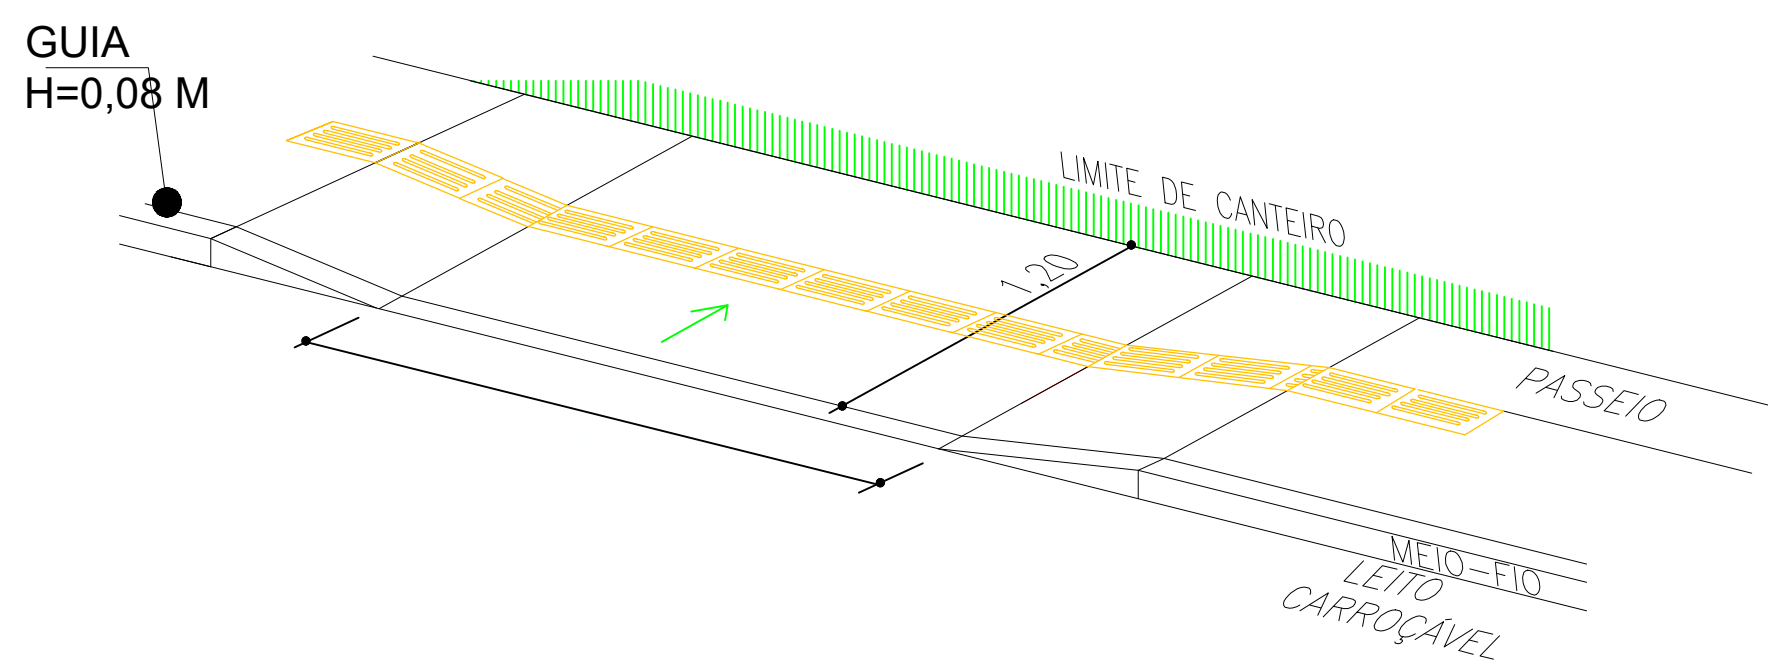 GUIA
H=0,08 M
LIMITE DE CANTEIRO
1,20
PASSEIO
MEIO-FIO
LEITO
CARROÇÁVEL